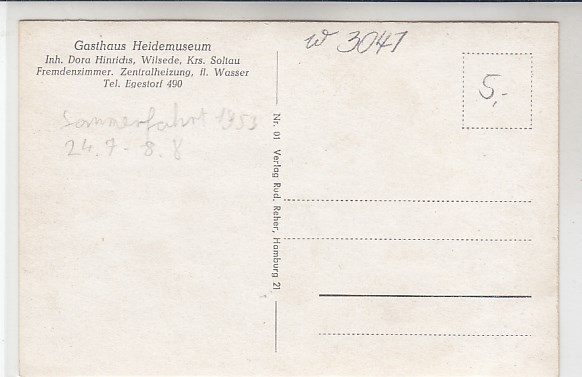 Gasthaus Heidemuseum
Inh. Dora Hinrichs, Wilsede, Krs. Soltau
Fremdenzimmer. Zentralheizung, fl. Wasser
Tel. Egestorf 490
Sommerfahrt 1953
24.7 - 8.8
Nr. 01 Verlag Rud. Reher, Hamburg 21
W 3041
5,-